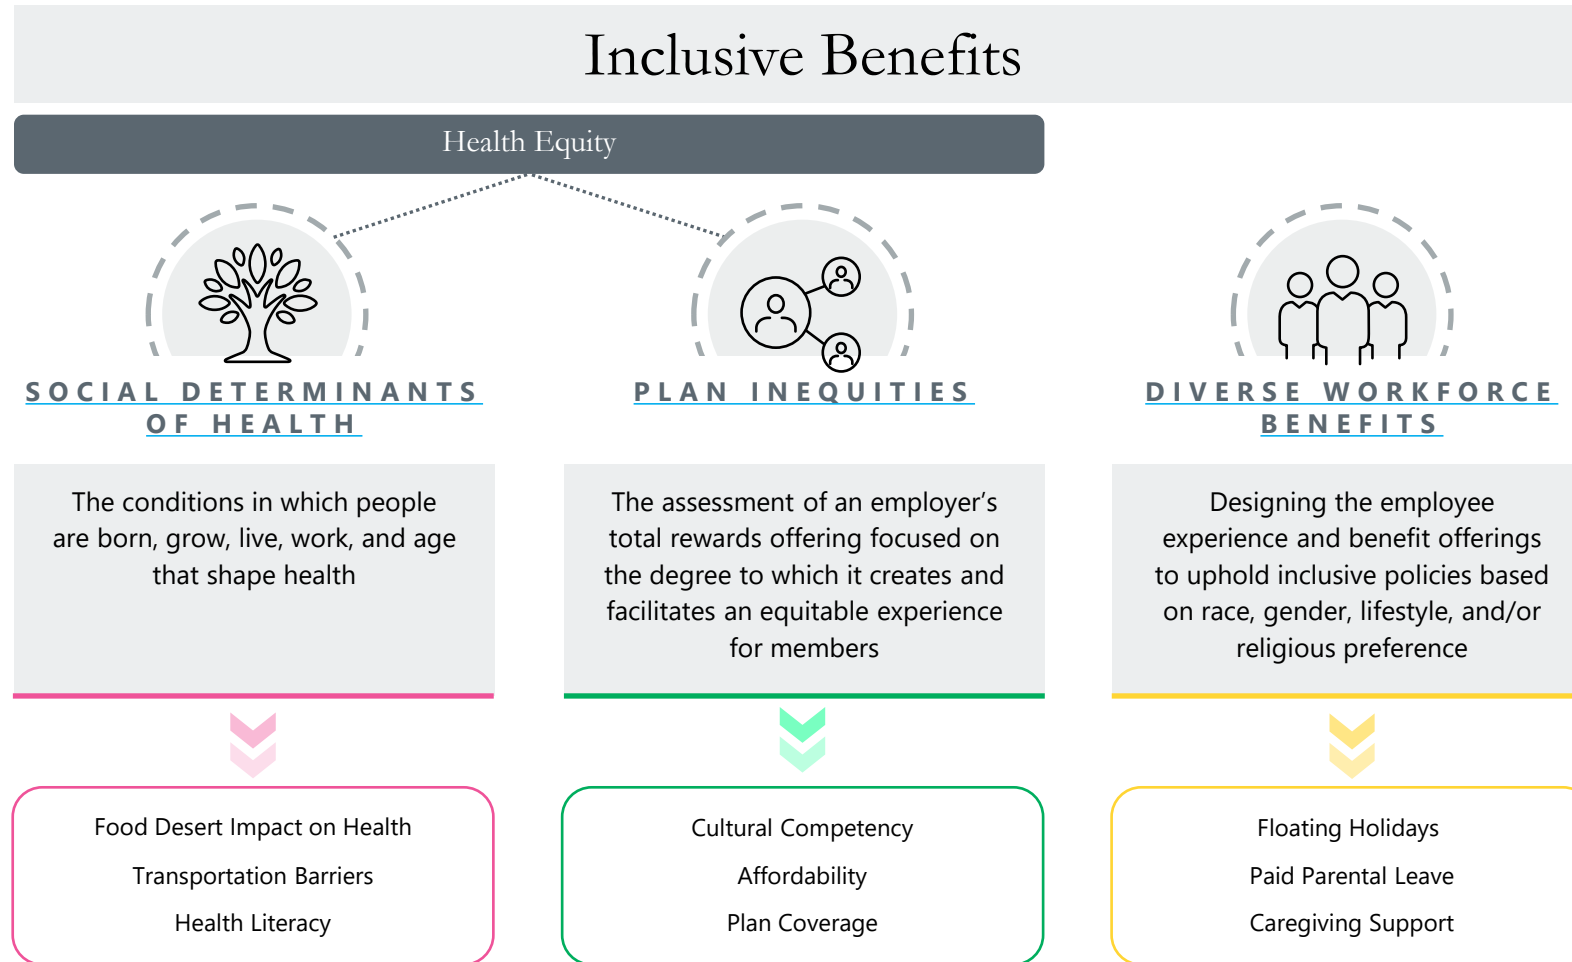 Inclusive Benefits
Health Equity
SOCIAL DETERMINANTS
OF HEALTH
The conditions in which people
are born, grow, live, work, and age
that shape health
Food Desert Impact on Health
Transportation Barriers
Health Literacy
PLAN INEQUITIES
The assessment of an employer’s
total rewards offering focused on
the degree to which it creates and
facilitates an equitable experience
for members
Cultural Competency
Affordability
Plan Coverage
DIVERSE WORKFORCE
BENEFITS
Designing the employee
experience and benefit offerings
to uphold inclusive policies based
on race, gender, lifestyle, and/or
religious preference
Floating Holidays
Paid Parental Leave
Caregiving Support